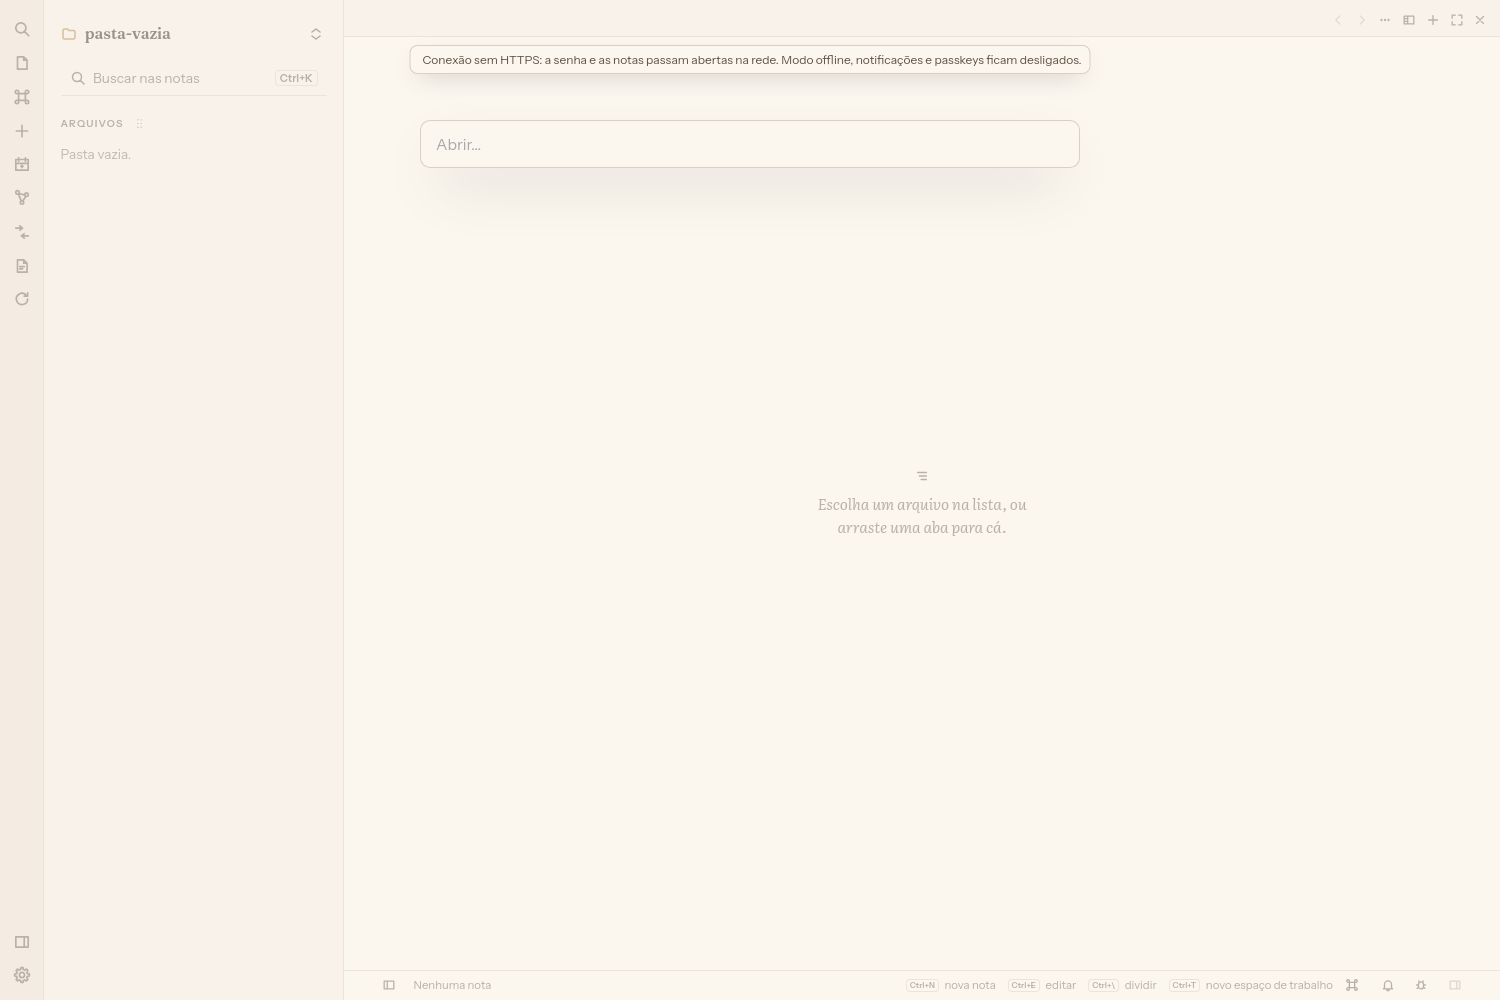 pasta-vazia
Buscar nas notas Ctrl+K
ARQUIVOS
Pasta vazia.
Conexão sem HTTPS: a senha e as notas passam abertas na rede. Modo offline, notificações e passkeys ficam desligados.
Abrir...
Escolha um arquivo na lista, ou
arraste uma aba para cá.
Nenhuma nota Ctrl+N nova nota Ctrl+E editar Ctrl+\ dividir Ctrl+T novo espaço de trabalho